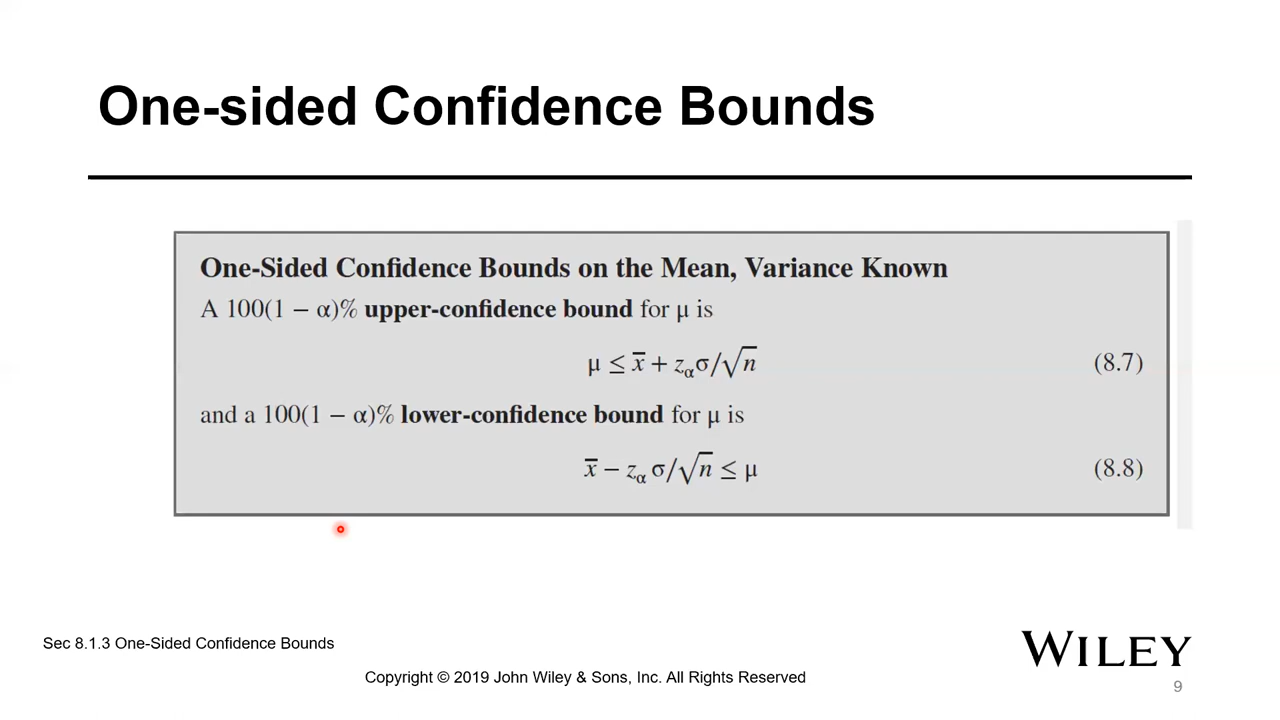 One-sided Confidence Bounds
One-Sided Confidence Bounds on the Mean, Variance Known
A 100(1 − α)% upper-confidence bound for μ is
μ ≤ x̅ + zασ/√n̅ (8.7)
and a 100(1 − α)% lower-confidence bound for μ is
x̅ − zα σ/√n̅ ≤ μ (8.8)
Sec 8.1.3 One-Sided Confidence Bounds
WILEY
Copyright © 2019 John Wiley & Sons, Inc. All Rights Reserved
9